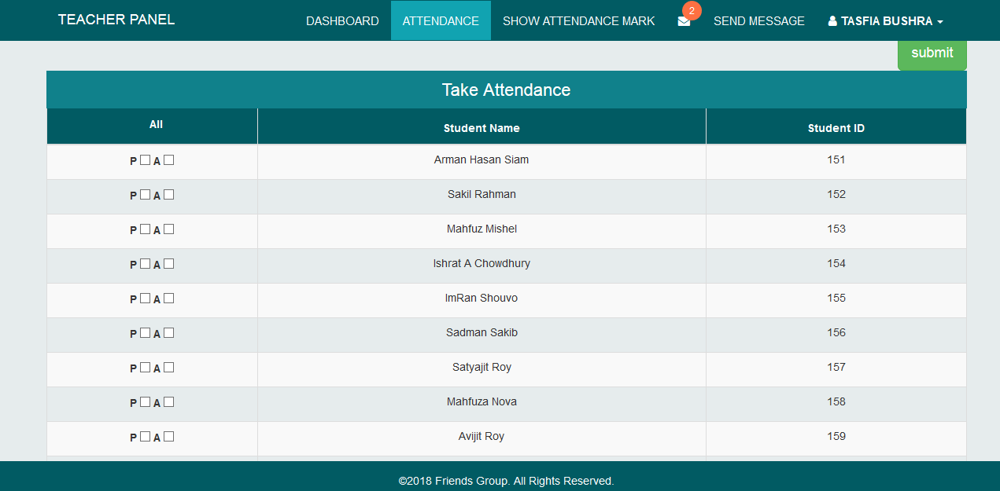 TEACHER PANEL DASHBOARD ATTENDANCE SHOW ATTENDANCE MARK 2 SEND MESSAGE TASFIA BUSHRA
submit
Take Attendance
All Student Name Student ID
P A Arman Hasan Siam 151
P A Sakil Rahman 152
P A Mahfuz Mishel 153
P A Ishrat A Chowdhury 154
P A ImRan Shouvo 155
P A Sadman Sakib 156
P A Satyajit Roy 157
P A Mahfuza Nova 158
P A Avijit Roy 159
©2018 Friends Group. All Rights Reserved.